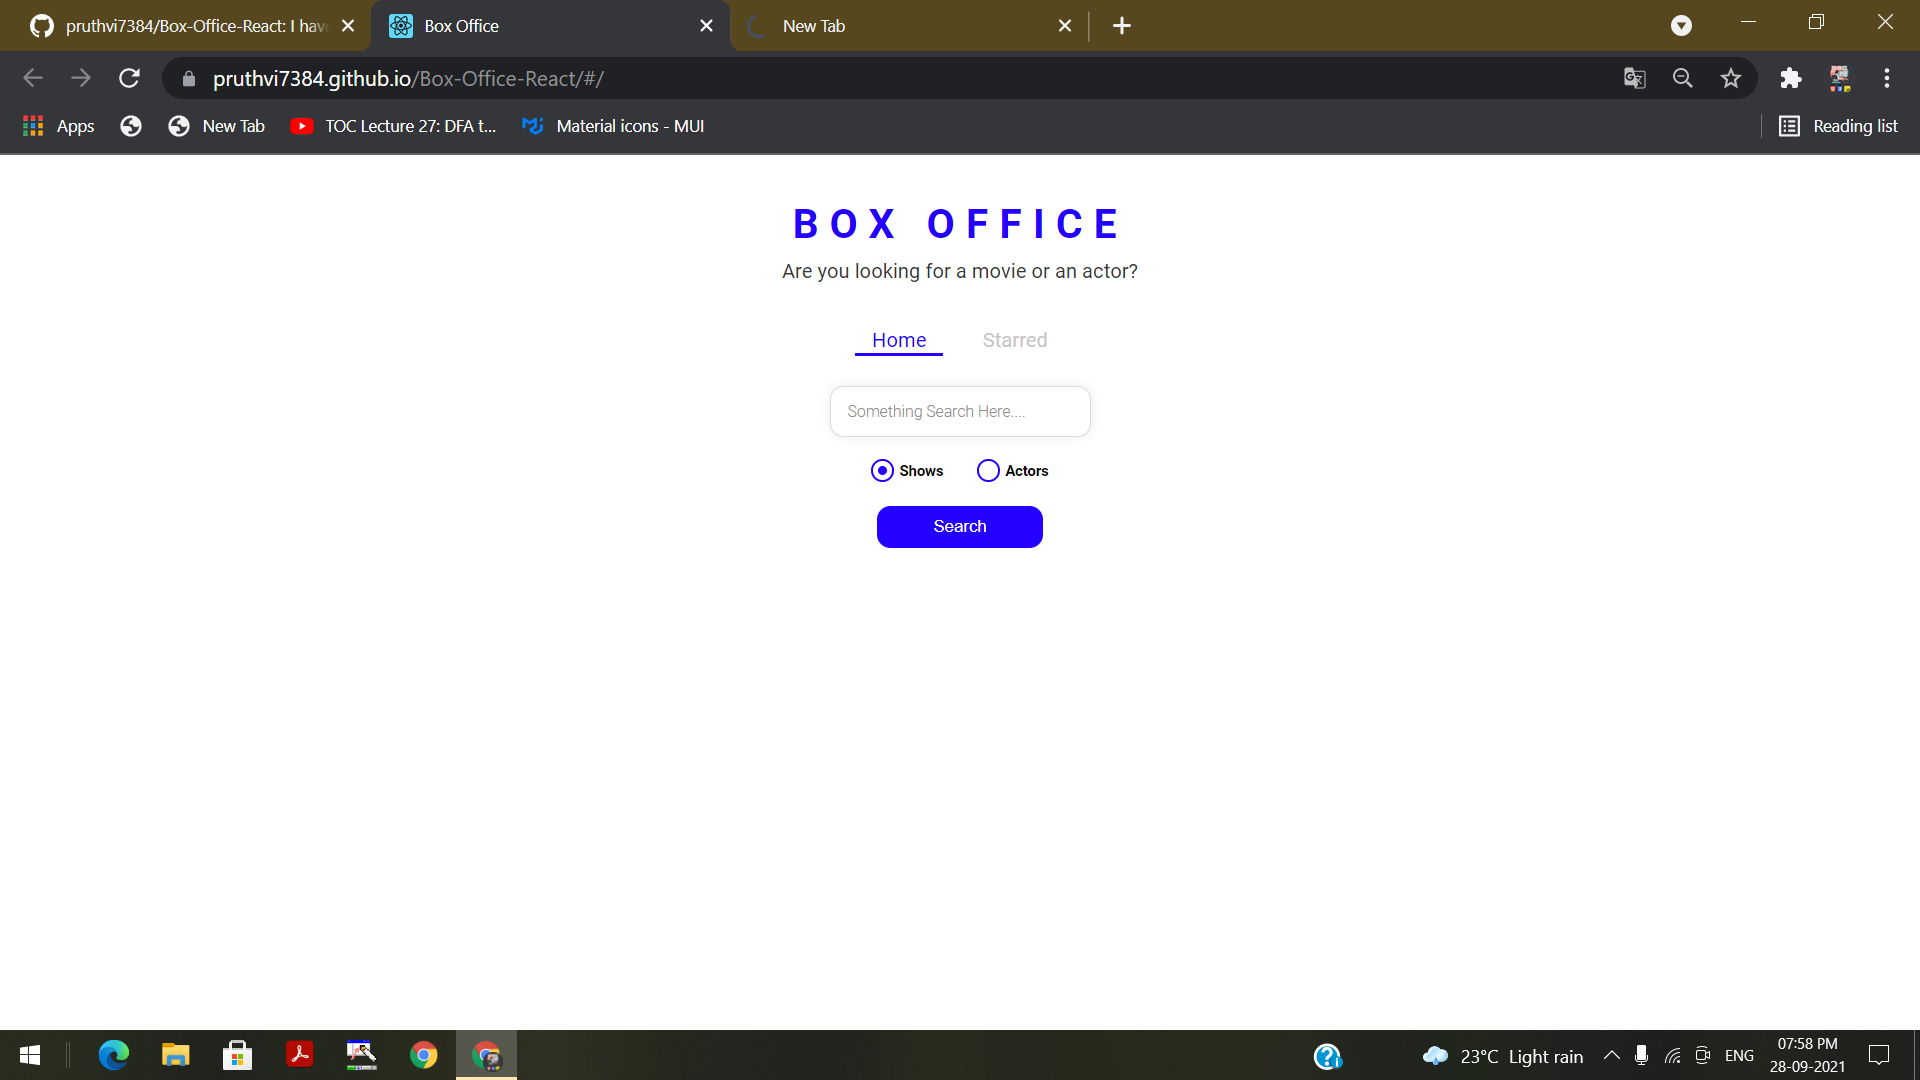 pruthvi7384/Box-Office-React: I hav
Box Office
New Tab
pruthvi7384.github.io/Box-Office-React/#/
Apps
New Tab
TOC Lecture 27: DFA t...
Material icons - MUI
Reading list
BOX OFFICE
Are you looking for a movie or an actor?
Home Starred
Something Search Here....
Shows Actors
Search
23°C Light rain
ENG
07:58 PM
28-09-2021